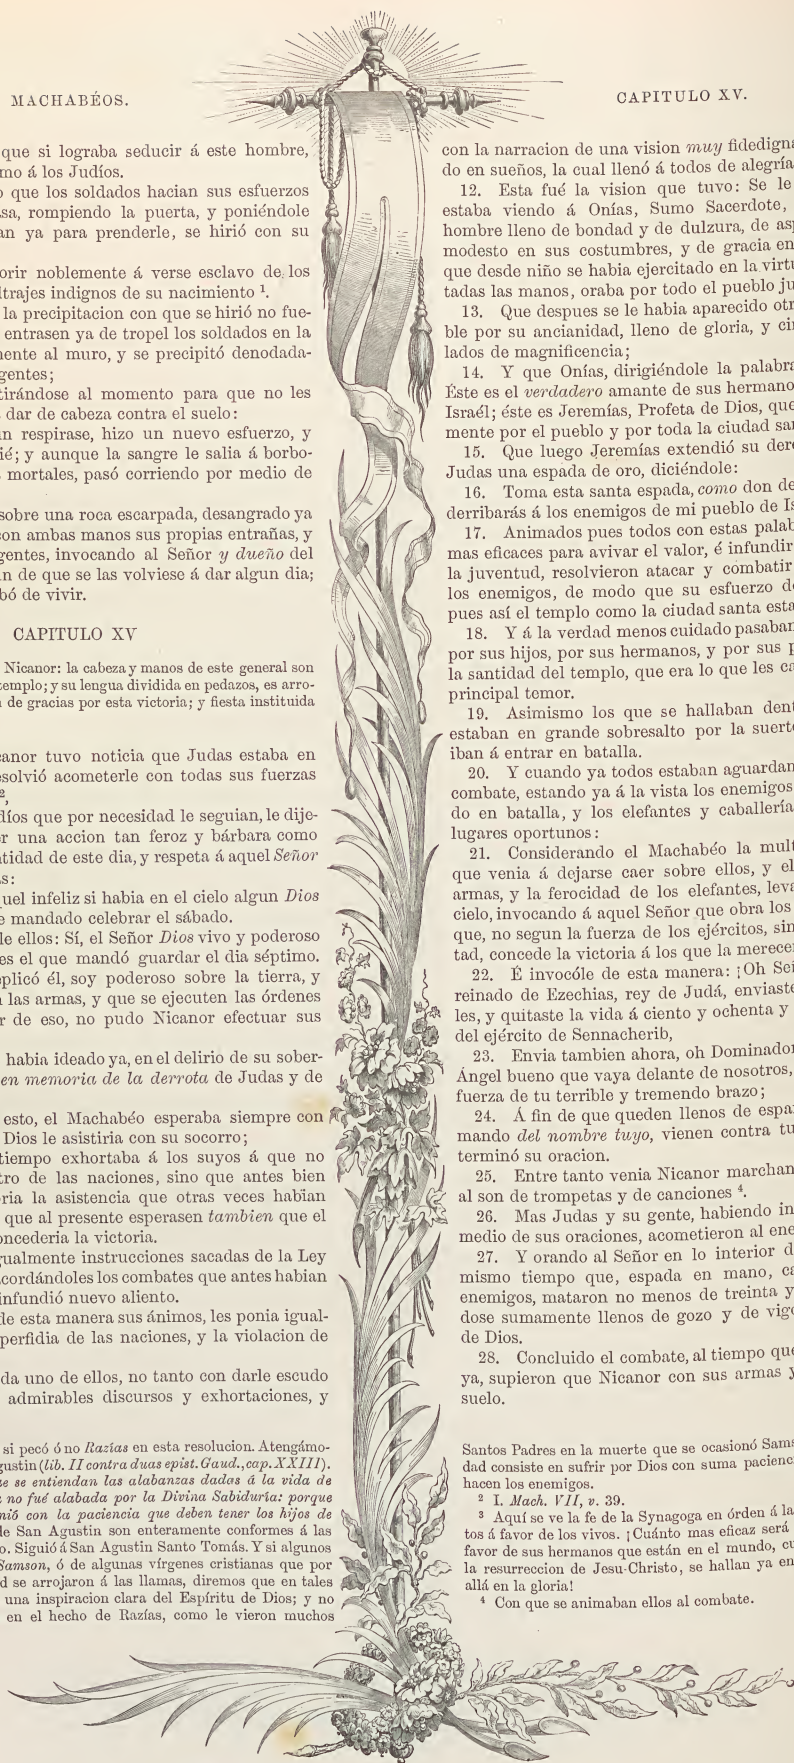 MACHABÉOS.
que si lograba seducir á este hombre,
mo á los Judíos.
que los soldados hacian sus esfuerzos
sa, rompiendo la puerta, y poniéndole
an ya para prenderle, se hirió con su
orir noblemente á verse esclavo de los
ltrajes indignos de su nacimiento ¹.
la precipitacion con que se hirió no fue-
entrasen ya de tropel los soldados en la
mente al muro, y se precipitó denodada-
gentes;
tirándose al momento para que no les
dar de cabeza contra el suelo:
un respirase, hizo un nuevo esfuerzo, y
ié; y aunque la sangre le salia á borbo-
mortales, pasó corriendo por medio de
sobre una roca escarpada, desangrado ya
con ambas manos sus propias entrañas, y
gentes, invocando al Señor y dueño del
n de que se las volviese á dar algun dia;
bó de vivir.
CAPITULO XV
Nicanor: la cabeza y manos de este general son
templo; y su lengua dividida en pedazos, es arro-
n de gracias por esta victoria; y fiesta instituida
canor tuvo noticia que Judas estaba en
esolvió acometerle con todas sus fuerzas
²,
díos que por necesidad le seguian, le dije-
er una accion tan feroz y bárbara como
ntidad de este dia, y respeta á aquel Señor
s:
quel infeliz si habia en el cielo algun Dios
e mandado celebrar el sábado.
le ellos: Sí, el Señor Dios vivo y poderoso
es el que mandó guardar el dia séptimo.
eplicó él, soy poderoso sobre la tierra, y
las armas, y que se ejecuten las órdenes
r de eso, no pudo Nicanor efectuar sus
habia ideado ya, en el delirio de su sober-
en memoria de la derrota de Judas y de
esto, el Machabéo esperaba siempre con
Dios le asistiria con su socorro;
tiempo exhortaba á los suyos á que no
tro de las naciones, sino que antes bien
oria la asistencia que otras veces habian
que al presente esperasen tambien que el
oncederia la victoria.
gualmente instrucciones sacadas de la Ley
cordándoles los combates que antes habian
infundió nuevo aliento.
de esta manera sus ánimos, les ponia igual-
perfidia de las naciones, y la violacion de
da uno de ellos, no tanto con darle escudo
admirables discursos y exhortaciones, y
si pecó ó no Razías en esta resolucion. Atengámo-
gustin (lib. II contra duas epist. Gaud., cap. XXIII).
ue se entiendan las alabanzas dadas á la vida de
no fué alabada por la Divina Sabiduría: porque
nió con la paciencia que deben tener los hijos de
de San Agustin son enteramente conformes á las
o. Siguió á San Agustin Santo Tomás. Y si algunos
Samson, ó de algunas vírgenes cristianas que por
d se arrojaron á las llamas, diremos que en tales
una inspiracion clara del Espíritu de Dios; y no
en el hecho de Razías, como le vieron muchos
CAPITULO XV.
con la narracion de una vision muy fidedigna
do en sueños, la cual llenó á todos de alegría
12. Esta fué la vision que tuvo: Se le
estaba viendo á Onías, Sumo Sacerdote,
hombre lleno de bondad y de dulzura, de asp
modesto en sus costumbres, y de gracia en
que desde niño se habia ejercitado en la virtu
tadas las manos, oraba por todo el pueblo ju
13. Que despues se le habia aparecido otr
ble por su ancianidad, lleno de gloria, y cir
lados de magnificencia;
14. Y que Onías, dirigiéndole la palabra
Éste es el verdadero amante de sus hermano
Israél; éste es Jeremías, Profeta de Dios, que
mente por el pueblo y por toda la ciudad san
15. Que luego Jeremías extendió su dere
Judas una espada de oro, diciéndole:
16. Toma esta santa espada, como don de
derribarás á los enemigos de mi pueblo de Is
17. Animados pues todos con estas palab
mas eficaces para avivar el valor, é infundir
la juventud, resolvieron atacar y combatir
los enemigos, de modo que su esfuerzo de
pues así el templo como la ciudad santa esta
18. Y á la verdad menos cuidado pasaban
por sus hijos, por sus hermanos, y por sus p
la santidad del templo, que era lo que les ca
principal temor.
19. Asimismo los que se hallaban dent
estaban en grande sobresalto por la suerte
iban á entrar en batalla.
20. Y cuando ya todos estaban aguardan
combate, estando ya á la vista los enemigos
do en batalla, y los elefantes y caballería
lugares oportunos:
21. Considerando el Machabéo la mult
que venia á dejarse caer sobre ellos, y el
armas, y la ferocidad de los elefantes, leva
cielo, invocando á aquel Señor que obra los
que, no segun la fuerza de los ejércitos, sin
tad, concede la victoria á los que la merecen
22. É invocóle de esta manera: ¡Oh Señ
reinado de Ezechias, rey de Judá, enviaste
les, y quitaste la vida á ciento y ochenta y
del ejército de Sennacherib,
23. Envia tambien ahora, oh Dominador
Ángel bueno que vaya delante de nosotros,
fuerza de tu terrible y tremendo brazo;
24. Á fin de que queden llenos de espa
mando del nombre tuyo, vienen contra tu
terminó su oracion.
25. Entre tanto venia Nicanor marchan
al son de trompetas y de canciones ⁴.
26. Mas Judas y su gente, habiendo in
medio de sus oraciones, acometieron al ene
27. Y orando al Señor en lo interior d
mismo tiempo que, espada en mano, ca
enemigos, mataron no menos de treinta y
dose sumamente llenos de gozo y de vigo
de Dios.
28. Concluido el combate, al tiempo que
ya, supieron que Nicanor con sus armas y
suelo.
Santos Padres en la muerte que se ocasionó Sams
dad consiste en sufrir por Dios con suma pacienc
hacen los enemigos.
² I. Mach. VII, v. 39.
³ Aquí se ve la fe de la Synagoga en órden á la
tos á favor de los vivos. ¡Cuánto mas eficaz será
favor de sus hermanos que están en el mundo, cu
la resurreccion de Jesu-Christo, se hallan ya en
allá en la gloria!
⁴ Con que se animaban ellos al combate.